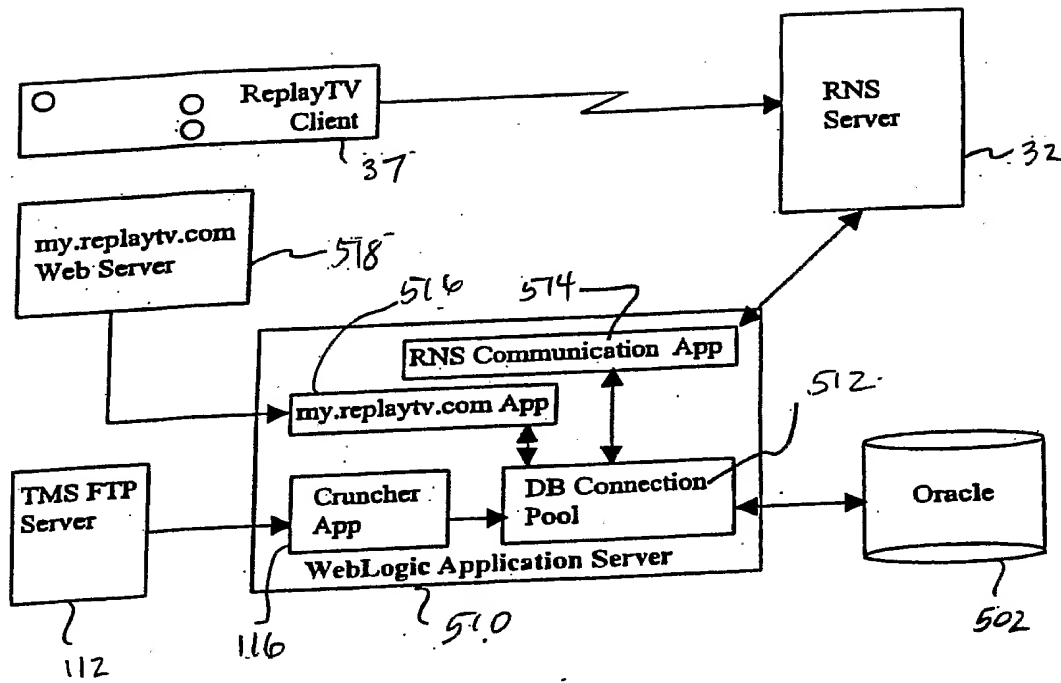 ReplayTV
Client
37
RNS
Server
32
my.replaytv.com
Web Server
518
516
514
RNS Communication App
my.replaytv.com App
512
TMS FTP
Server
Cruncher
App
DB Connection
Pool
Oracle
WebLogic Application Server
112
116
510
502